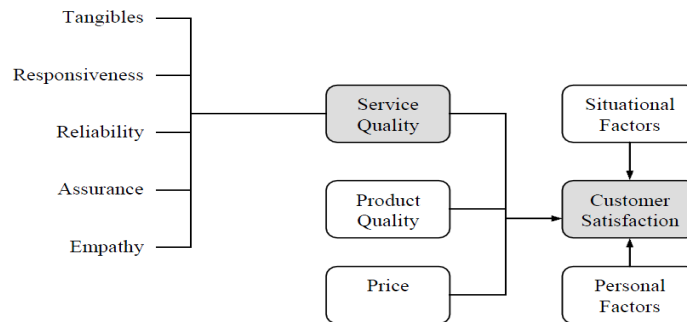 Tangibles
Responsiveness
Reliability
Assurance
Empathy
Service
Quality
Product
Quality
Price
Situational
Factors
Customer
Satisfaction
Personal
Factors